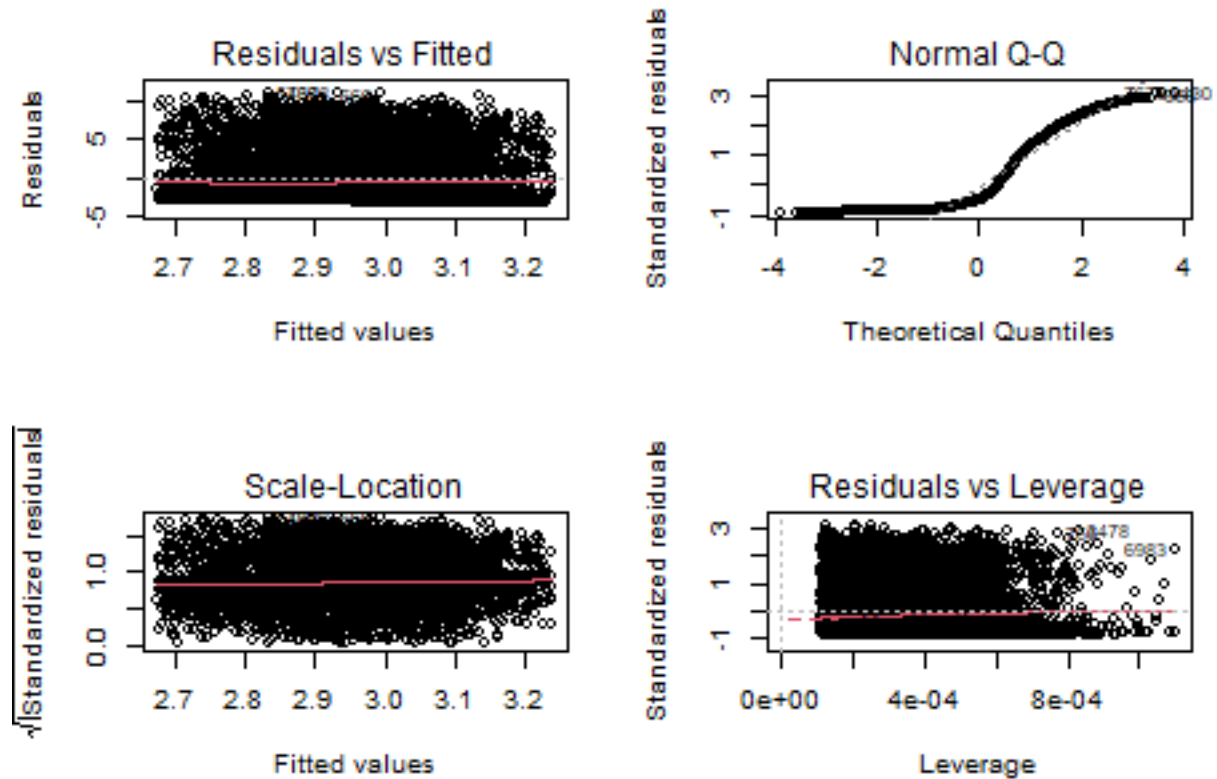 Residuals vs Fitted
Residuals
-5
5
2.7 2.8 2.9 3.0 3.1 3.2
Fitted values
Normal Q-Q
Standardized residuals
-1
1
3
-4 -2 0 2 4
Theoretical Quantiles
Scale-Location
√|Standardized residuals|
0.0
1.0
2.7 2.8 2.9 3.0 3.1 3.2
Fitted values
Residuals vs Leverage
Standardized residuals
-1
1
3
6983
0e+00 4e-04 8e-04
Leverage